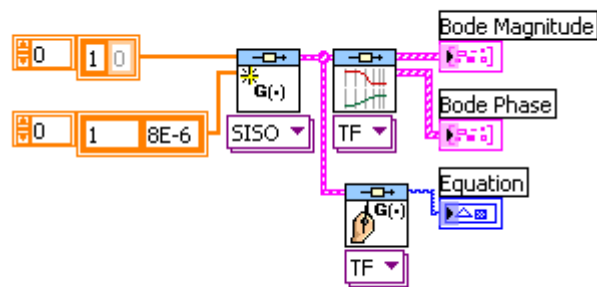 Bode Magnitude
0
1 0
G(·)
SISO
TF
Bode Phase
0
1 8E-6
Equation
G(·)
TF